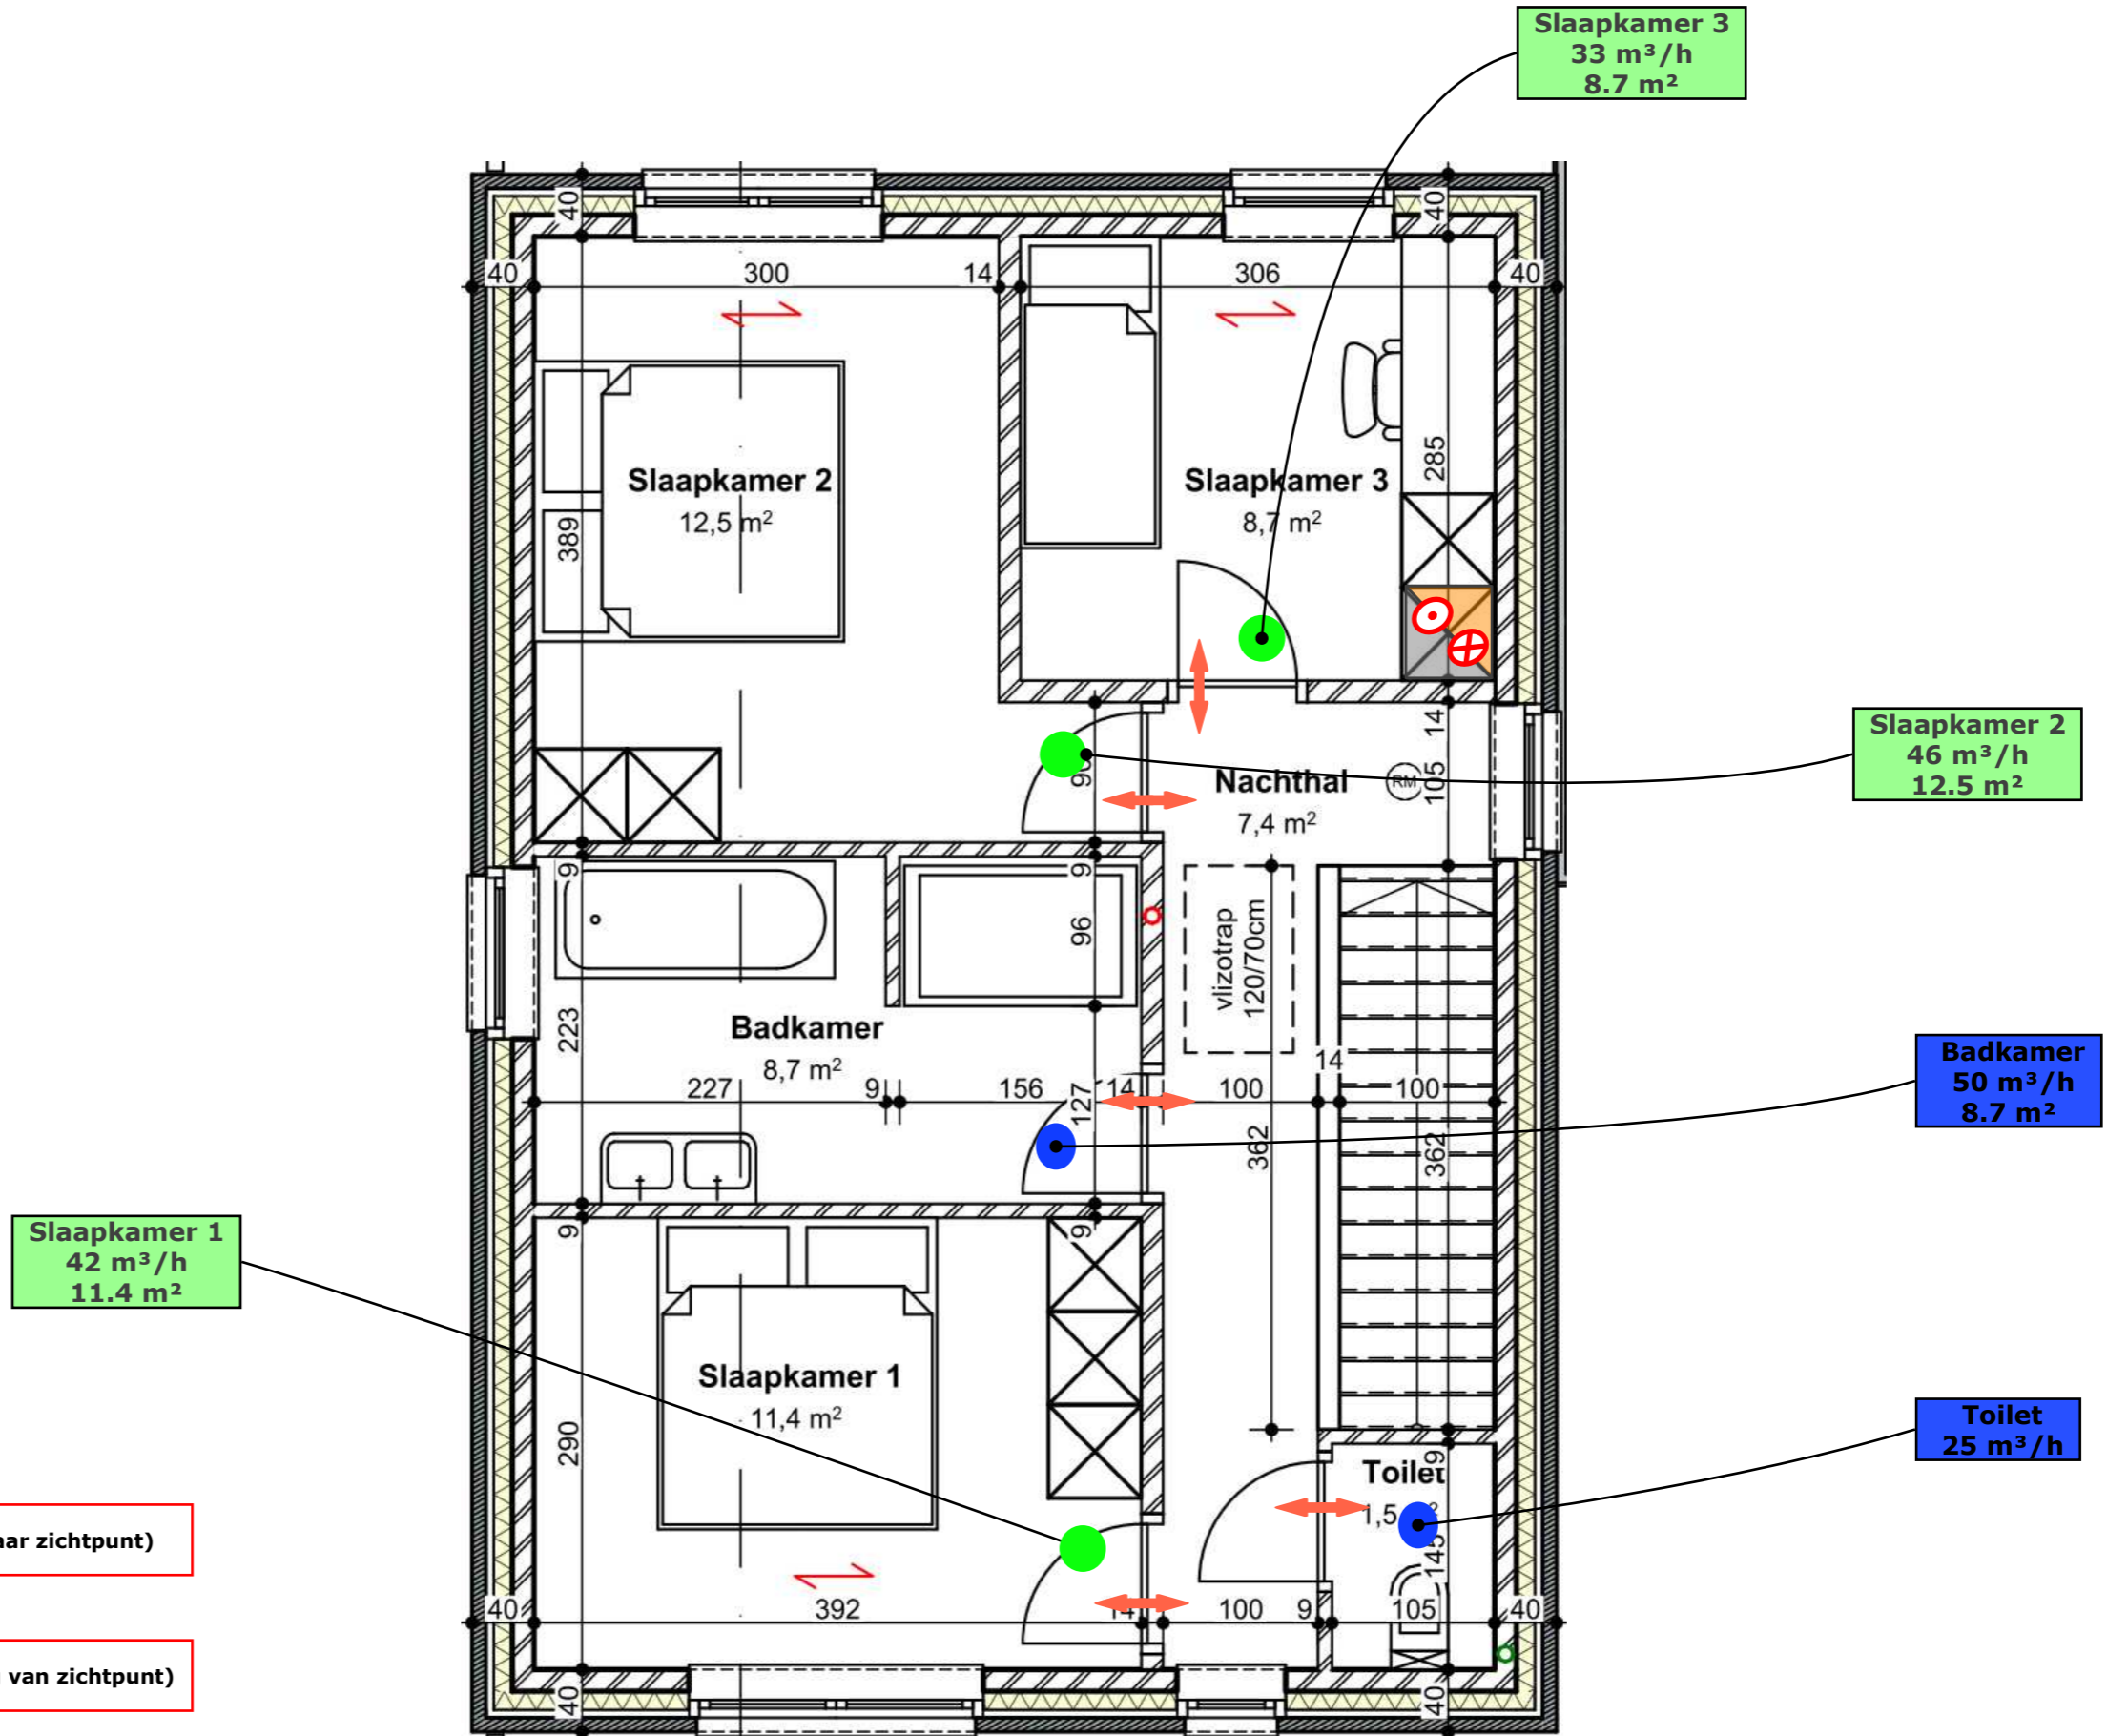 Slaapkamer 3
33 m³/h
8.7 m²
40
40
40
300
14
306
40
Slaapkamer 2
12,5 m²
389
Slaapkamer 3
8,7 m²
285
Slaapkamer 2
46 m³/h
12.5 m²
14
90
Nachthal
7,4 m²
RM
105
9
9
96
vlizotrap
120/70cm
223
Badkamer
8,7 m²
227
9
156
14
127
100
14
100
362
362
Badkamer
50 m³/h
8.7 m²
9
9
Slaapkamer 1
42 m³/h
11.4 m²
Slaapkamer 1
11,4 m²
290
Toilet
25 m³/h
9
Toilet
1,5
145
aar zichtpunt)
40
392
14
100
9
105
40
van zichtpunt)
40
40